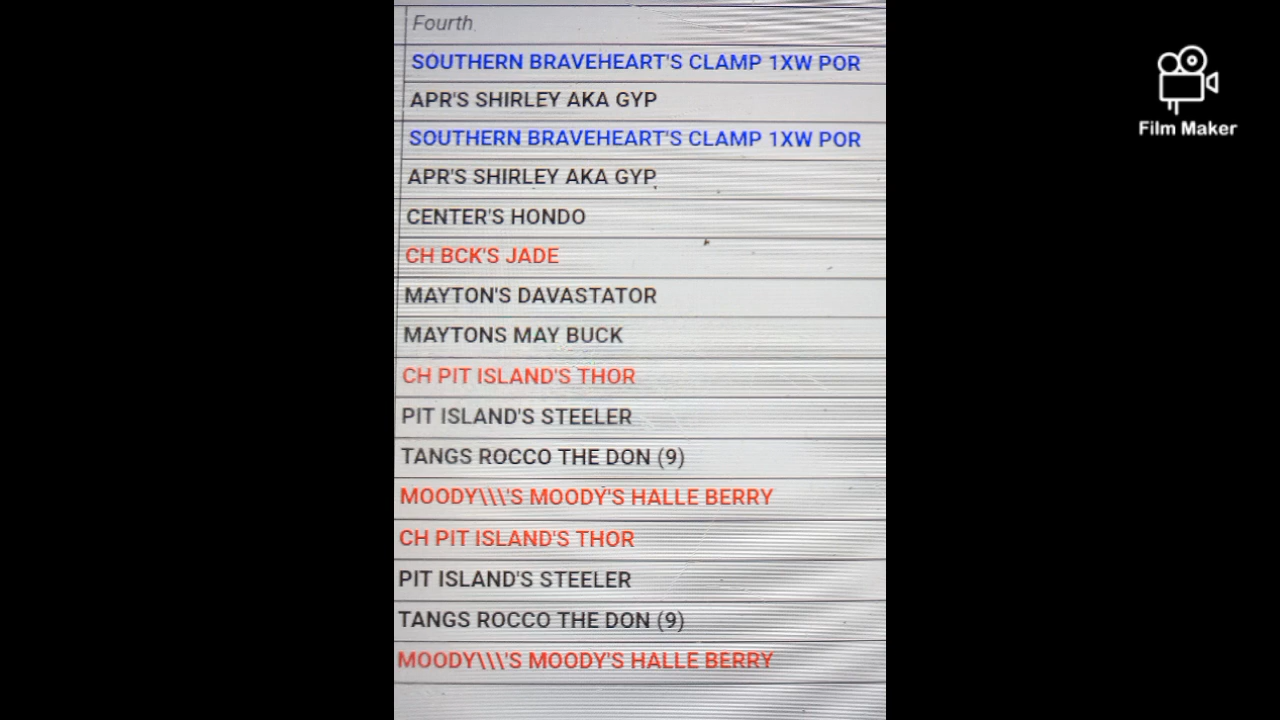 Fourth
SOUTHERN BRAVEHEART'S CLAMP 1XW POR
APR'S SHIRLEY AKA GYP
SOUTHERN BRAVEHEART'S CLAMP 1XW POR
APR'S SHIRLEY AKA GYP
CENTER'S HONDO
CH BCK'S JADE
MAYTON'S DAVASTATOR
MAYTONS MAY BUCK
CH PIT ISLAND'S THOR
PIT ISLAND'S STEELER
TANGS ROCCO THE DON (9)
MOODY\\\'S MOODY'S HALLE BERRY
CH PIT ISLAND'S THOR
PIT ISLAND'S STEELER
TANGS ROCCO THE DON (9)
MOODY\\\'S MOODY'S HALLE BERRY
Film Maker